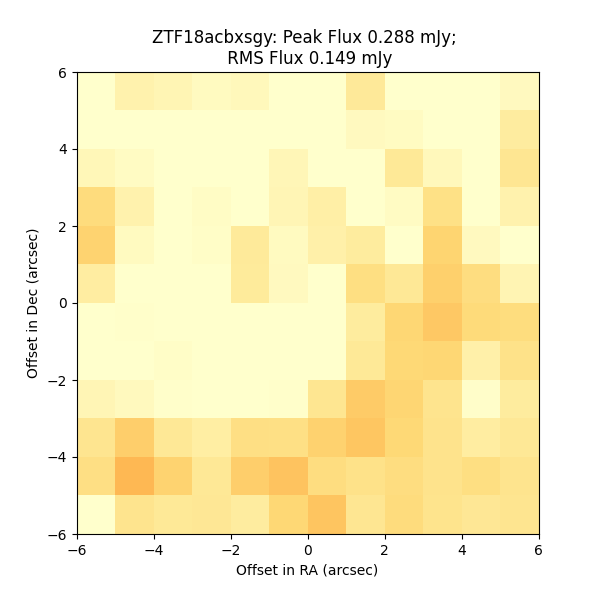 ZTF18acbxsgy: Peak Flux 0.288 mJy;
RMS Flux 0.149 mJy
6
4
2
0
−2
−4
−6
Offset in Dec (arcsec)
−6 −4 −2 0 2 4 6
Offset in RA (arcsec)